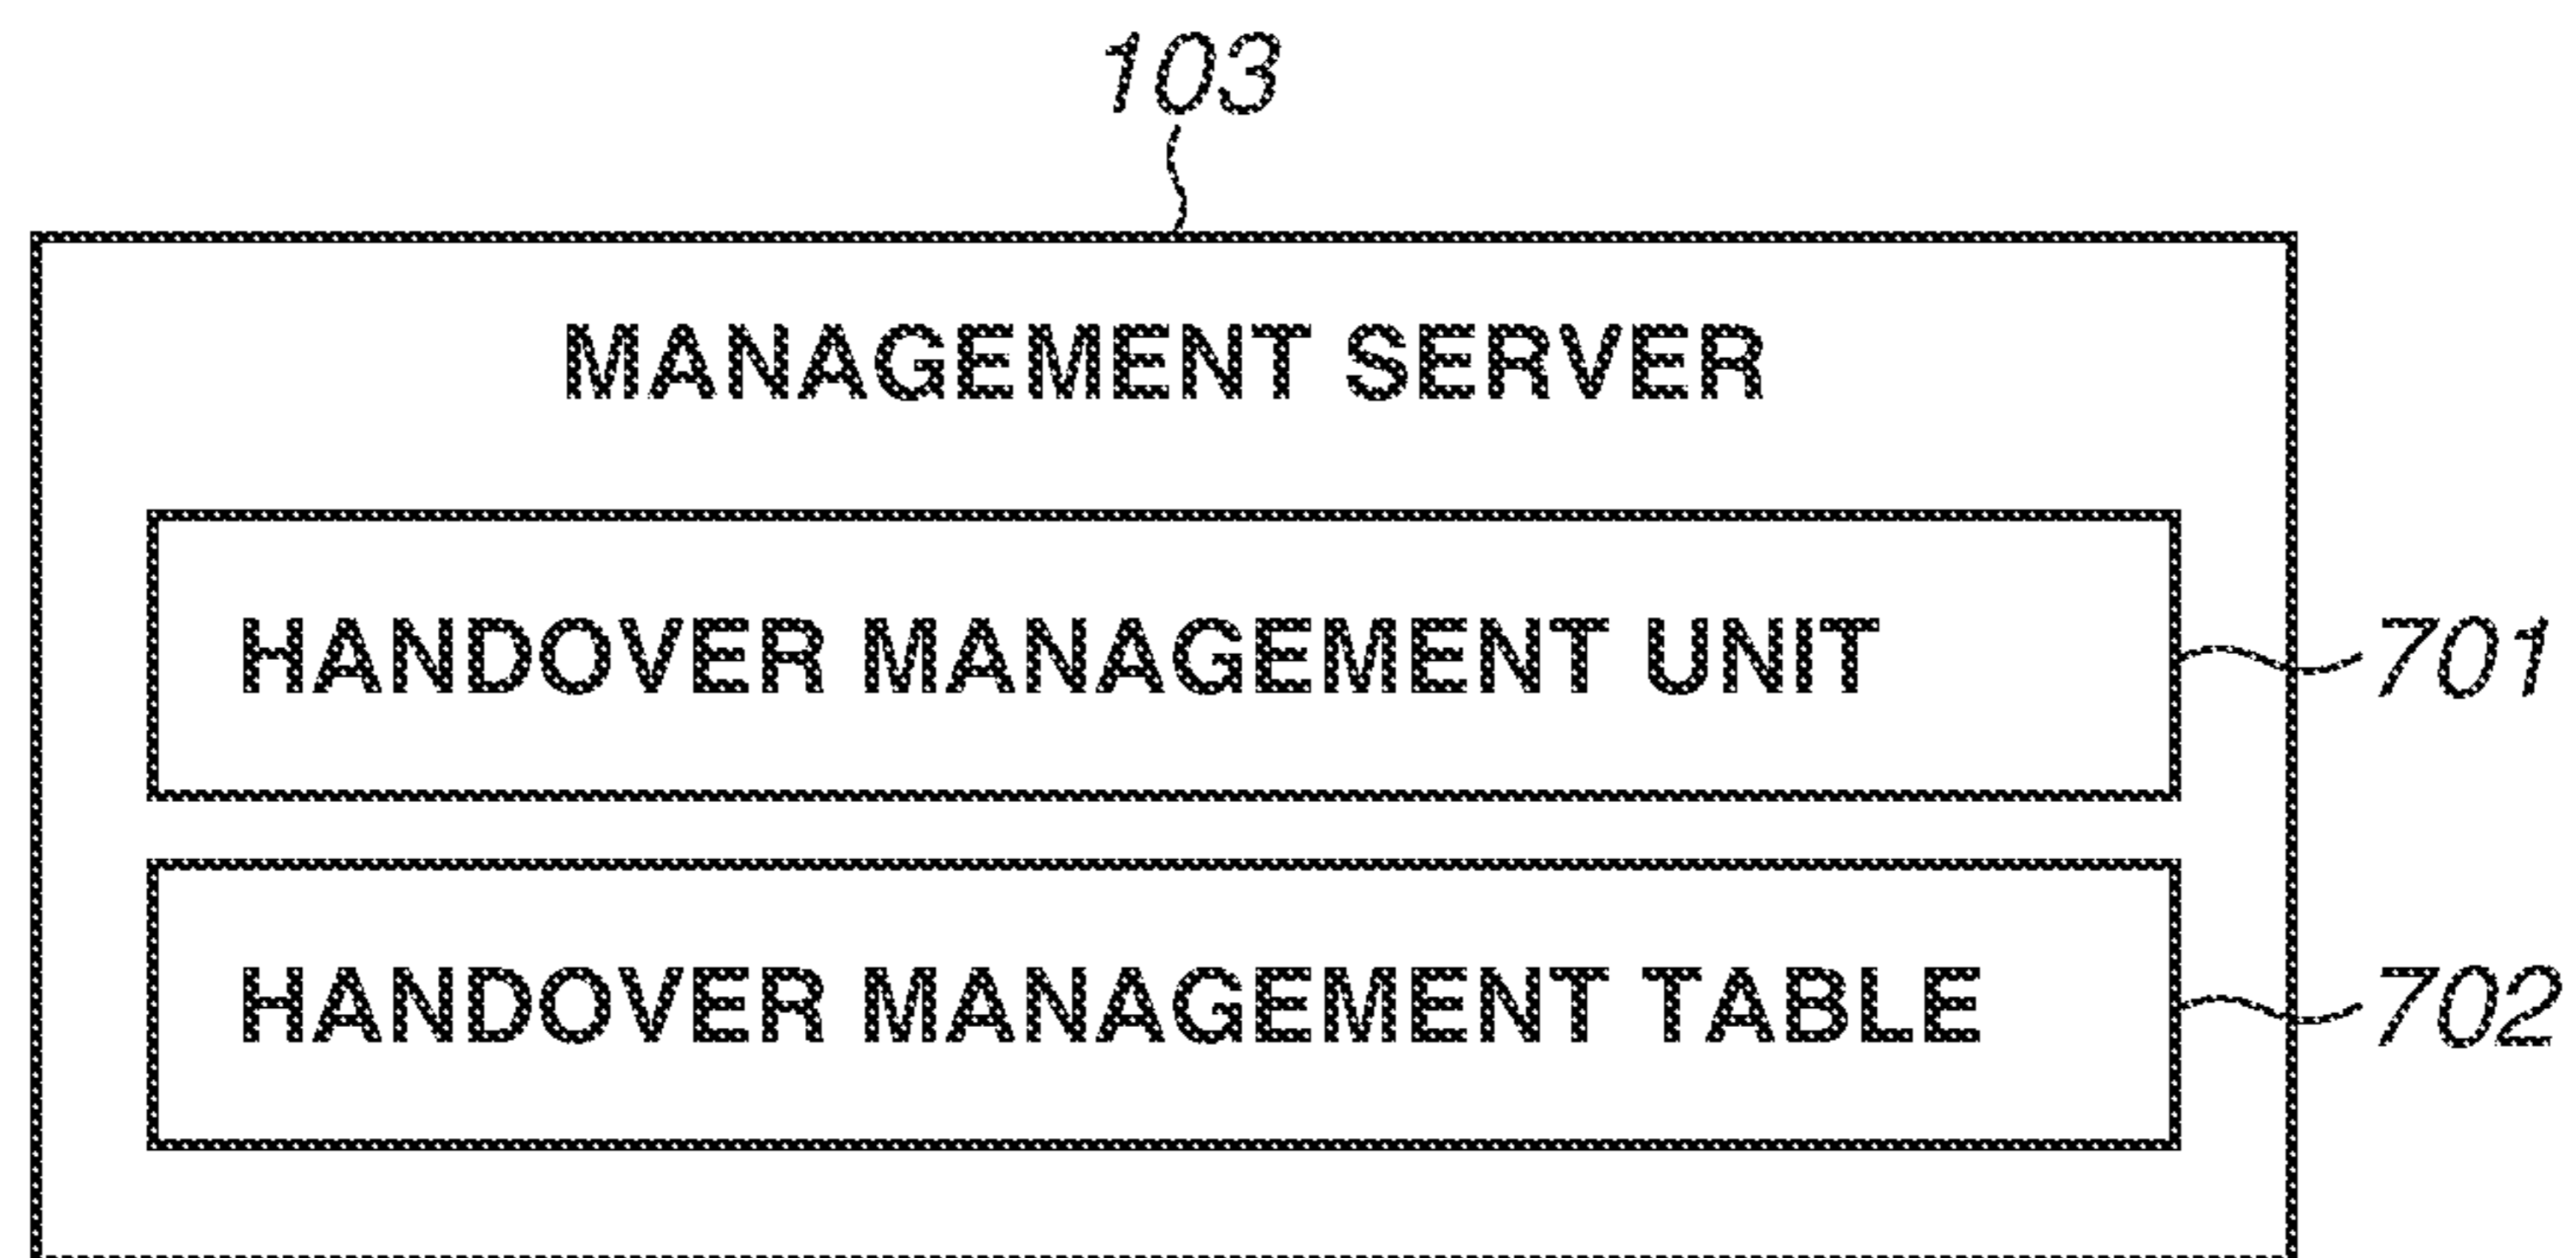 103
MANAGEMENT SERVER
HANDOVER MANAGEMENT UNIT 701
HANDOVER MANAGEMENT TABLE 702